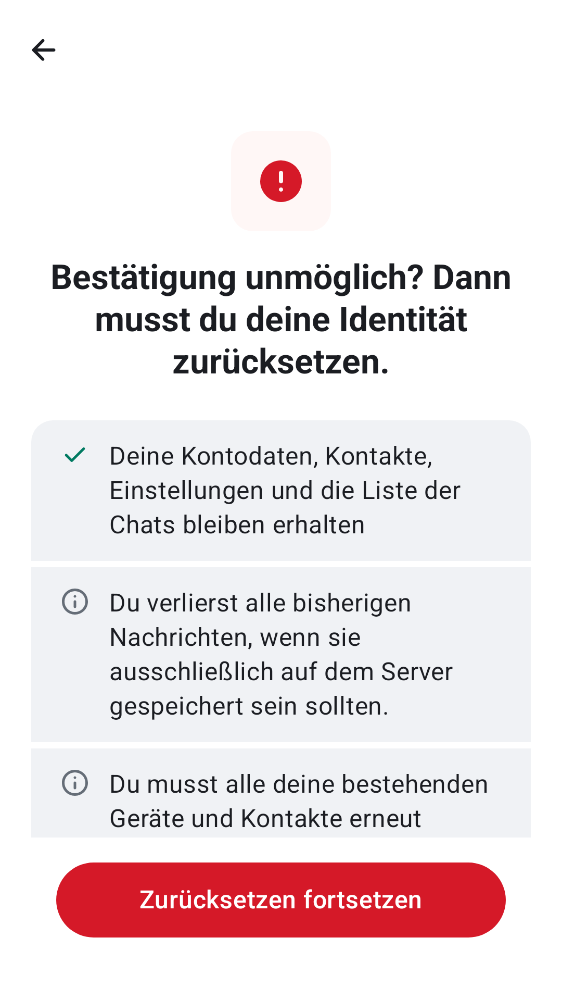 Bestätigung unmöglich? Dann
musst du deine Identität
zurücksetzen.
Deine Kontodaten, Kontakte,
Einstellungen und die Liste der
Chats bleiben erhalten
Du verlierst alle bisherigen
Nachrichten, wenn sie
ausschließlich auf dem Server
gespeichert sein sollten.
Du musst alle deine bestehenden
Geräte und Kontakte erneut
Zurücksetzen fortsetzen